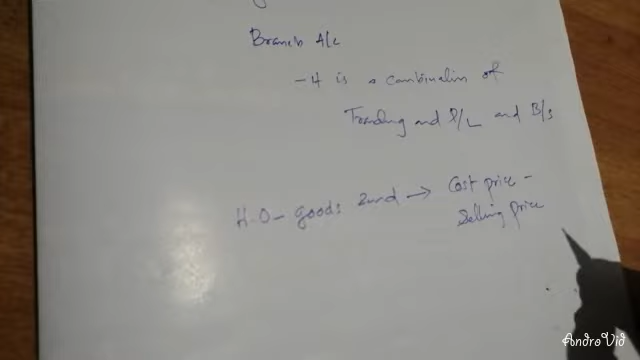 Branch A/c
- It is a combination of
Trading and P/L and B/s
H.O - goods send → Cost price -
Selling price
AndroVid